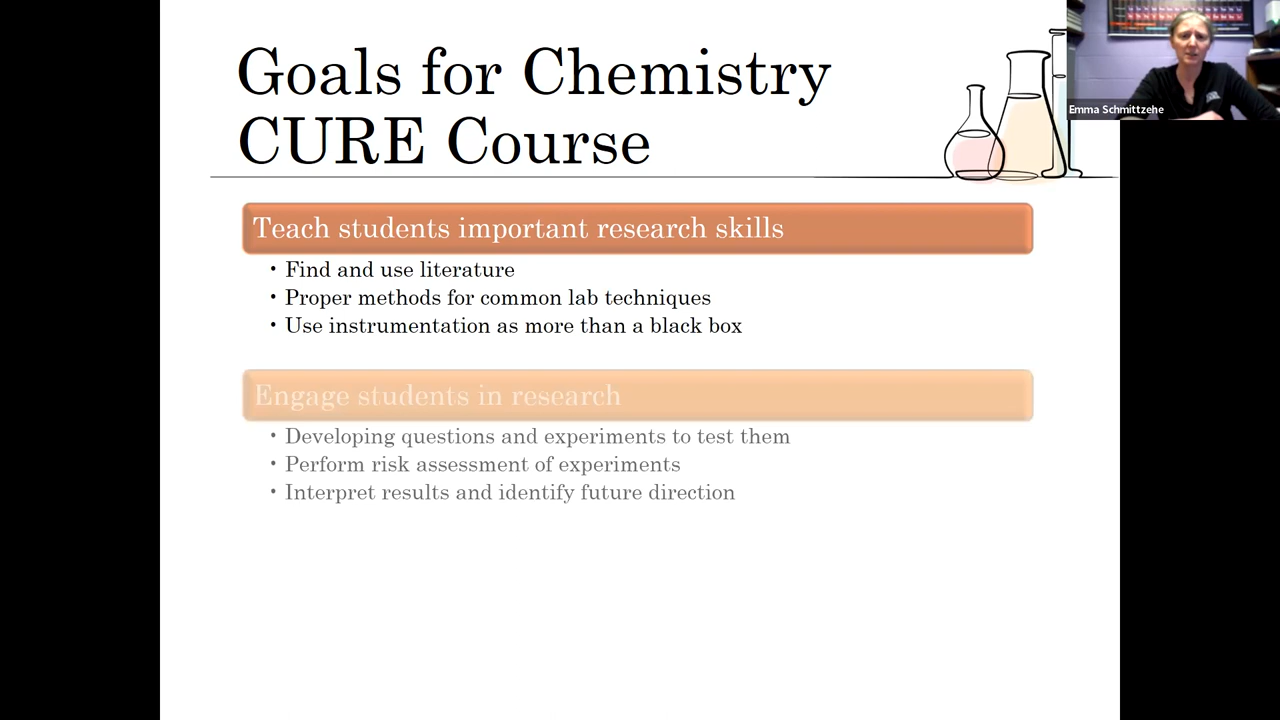 Goals for Chemistry
CURE Course
Emma Schmittzehe
Teach students important research skills
• Find and use literature
• Proper methods for common lab techniques
• Use instrumentation as more than a black box
Engage students in research
• Developing questions and experiments to test them
• Perform risk assessment of experiments
• Interpret results and identify future direction